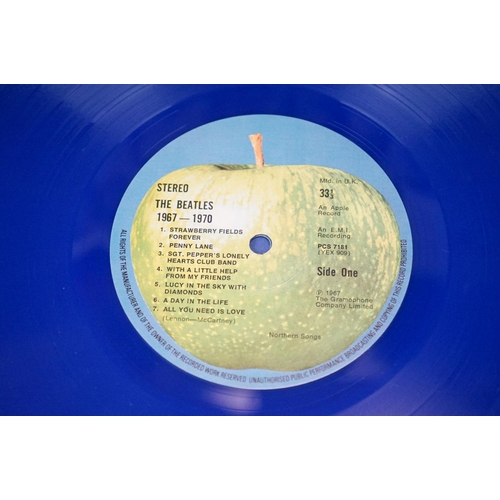 STEREO
THE BEATLES
1967 — 1970
1. STRAWBERRY FIELDS
FOREVER
2. PENNY LANE
3. SGT. PEPPER'S LONELY
HEARTS CLUB BAND
4. WITH A LITTLE HELP
FROM MY FRIENDS
5. LUCY IN THE SKY WITH
DIAMONDS
6. A DAY IN THE LIFE
7. ALL YOU NEED IS LOVE
(Lennon—McCartney)
Mfd. in U.K.
33⅓
An Apple
Record
An E.M.I.
Recording
PCS 7181
(YEX 909)
Side One
℗ 1967
The Gramophone
Company Limited
Northern Songs
ALL RIGHTS OF THE MANUFACTURER AND OF THE OWNER OF THE RECORDED WORK RESERVED UNAUTHORISED PUBLIC PERFORMANCE BROADCASTING AND COPYING OF THIS RECORD PROHIBITED